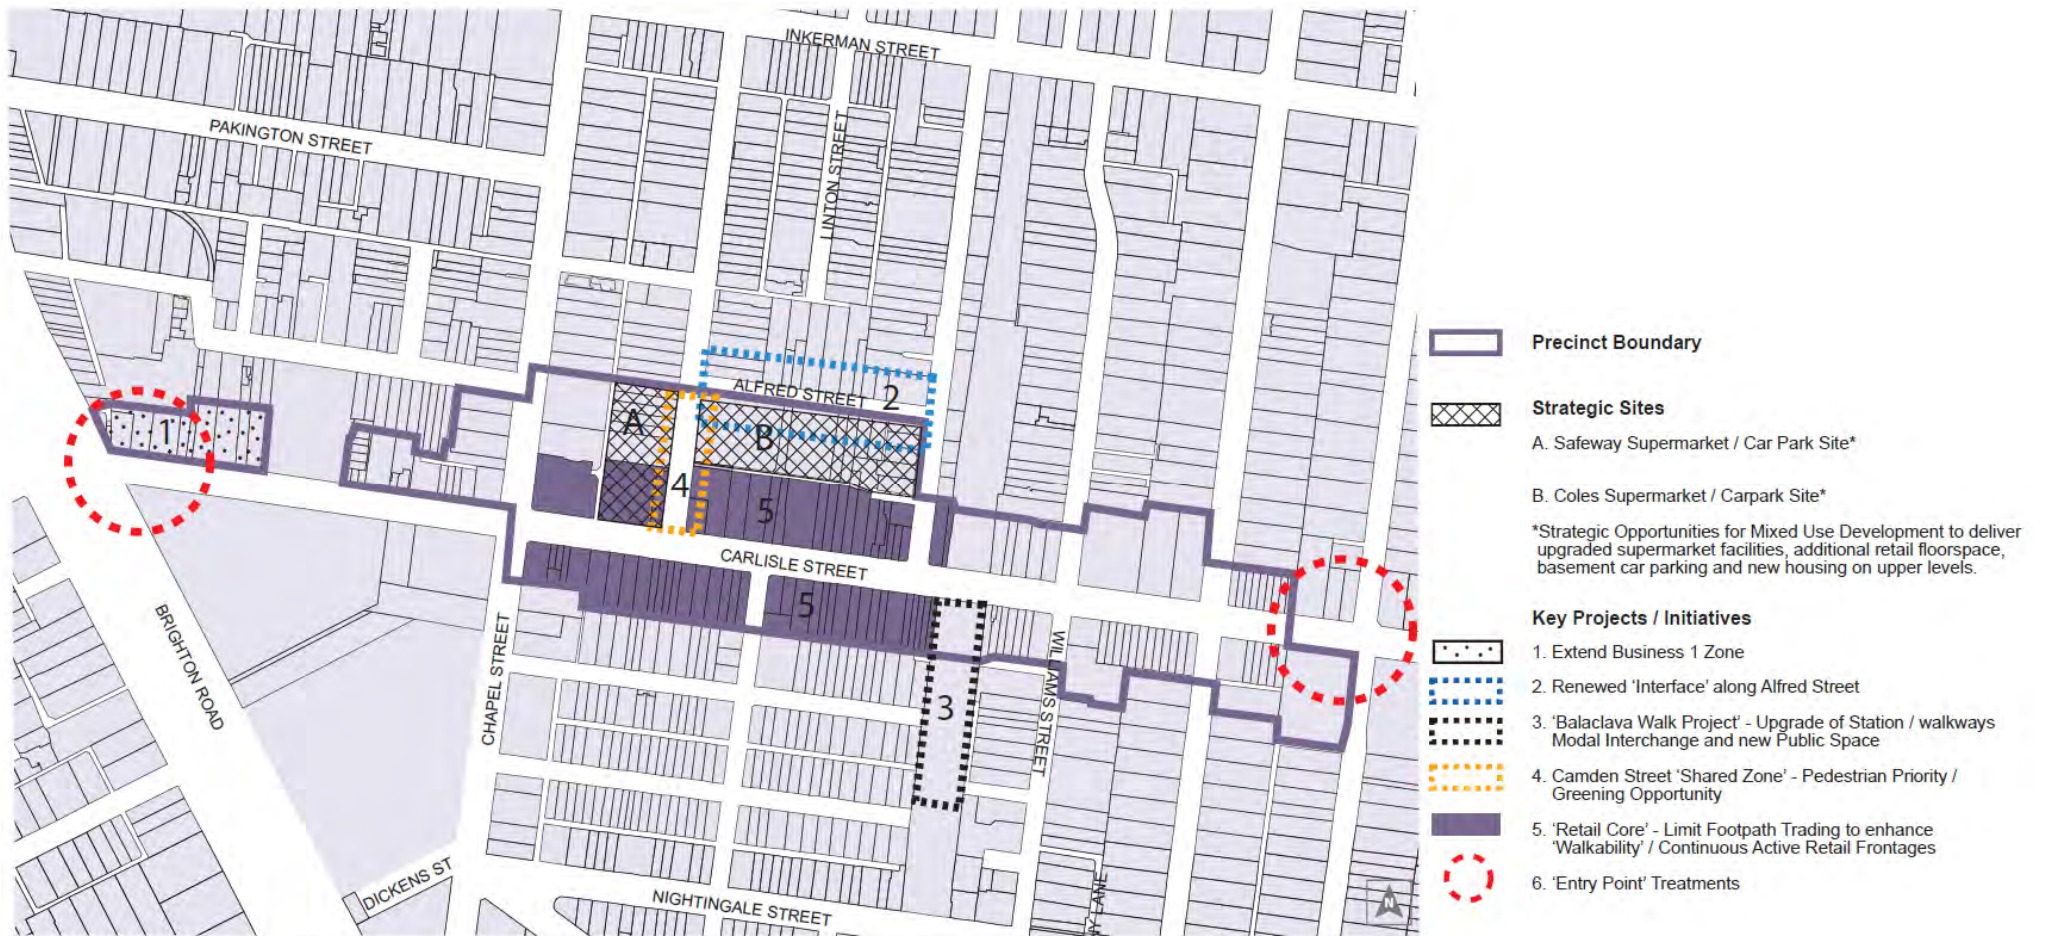 INKERMAN STREET
PAKINGTON STREET
LINTON STREET
ALFRED STREET
2
1
A
B
4
5
CARLISLE STREET
5
BRIGHTON ROAD
CHAPEL STREET
WILLIAMS STREET
3
DICKENS ST
NIGHTINGALE STREET
LANE
N
Precinct Boundary
Strategic Sites
A. Safeway Supermarket / Car Park Site*
B. Coles Supermarket / Carpark Site*
*Strategic Opportunities for Mixed Use Development to deliver
upgraded supermarket facilities, additional retail floorspace,
basement car parking and new housing on upper levels.
Key Projects / Initiatives
1. Extend Business 1 Zone
2. Renewed ‘Interface’ along Alfred Street
3. ‘Balaclava Walk Project’ - Upgrade of Station / walkways
Modal Interchange and new Public Space
4. Camden Street ‘Shared Zone’ - Pedestrian Priority /
Greening Opportunity
5. ‘Retail Core’ - Limit Footpath Trading to enhance
‘Walkability’ / Continuous Active Retail Frontages
6. ‘Entry Point’ Treatments